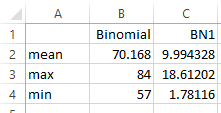 A B C
1 Binomial BN1
2 mean 70.168 9.994328
3 max 84 18.61202
4 min 57 1.78116
5